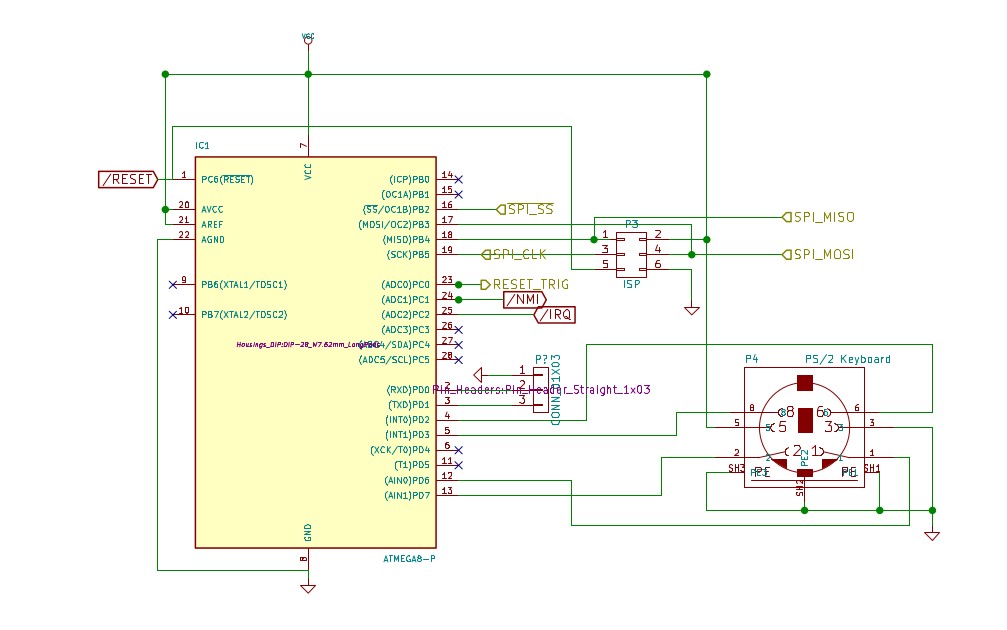 VCC
IC1
7
VCC
/RESET
1
PC6(RESET)
20
AVCC
21
AREF
22
AGND
9
PB6(XTAL1/TOSC1)
10
PB7(XTAL2/TOSC2)
Housings_DIP:DIP-28_W7.62mm_LongPads
(ICP)PB0
14
(OC1A)PB1
15
(SS/OC1B)PB2
16
SPI_SS
(MOSI/OC2)PB3
17
(MISO)PB4
18
(SCK)PB5
19
SPI_CLK
(ADC0)PC0
23
RESET_TRIG
(ADC1)PC1
24
/NMI
(ADC2)PC2
25
/IRQ
(ADC3)PC3
26
(ADC4/SDA)PC4
27
(ADC5/SCL)PC5
28
(RXD)PD0
2
(TXD)PD1
3
(INT0)PD2
4
(INT1)PD3
5
(XCK/T0)PD4
6
(T1)PD5
11
(AIN0)PD6
12
(AIN1)PD7
13
GND
8
ATMEGA8-P
P3
1
2
3
4
5
6
ISP
SPI_MISO
SPI_MOSI
P?
1
2
3
CONN_01X03
Pin_Headers:Pin_Header_Straight_1x03
P4
PS/2 Keyboard
8
8
6
6
5
5
3
3
2
2
1
1
SH3
PE
PE2
PE
SH1
SH2